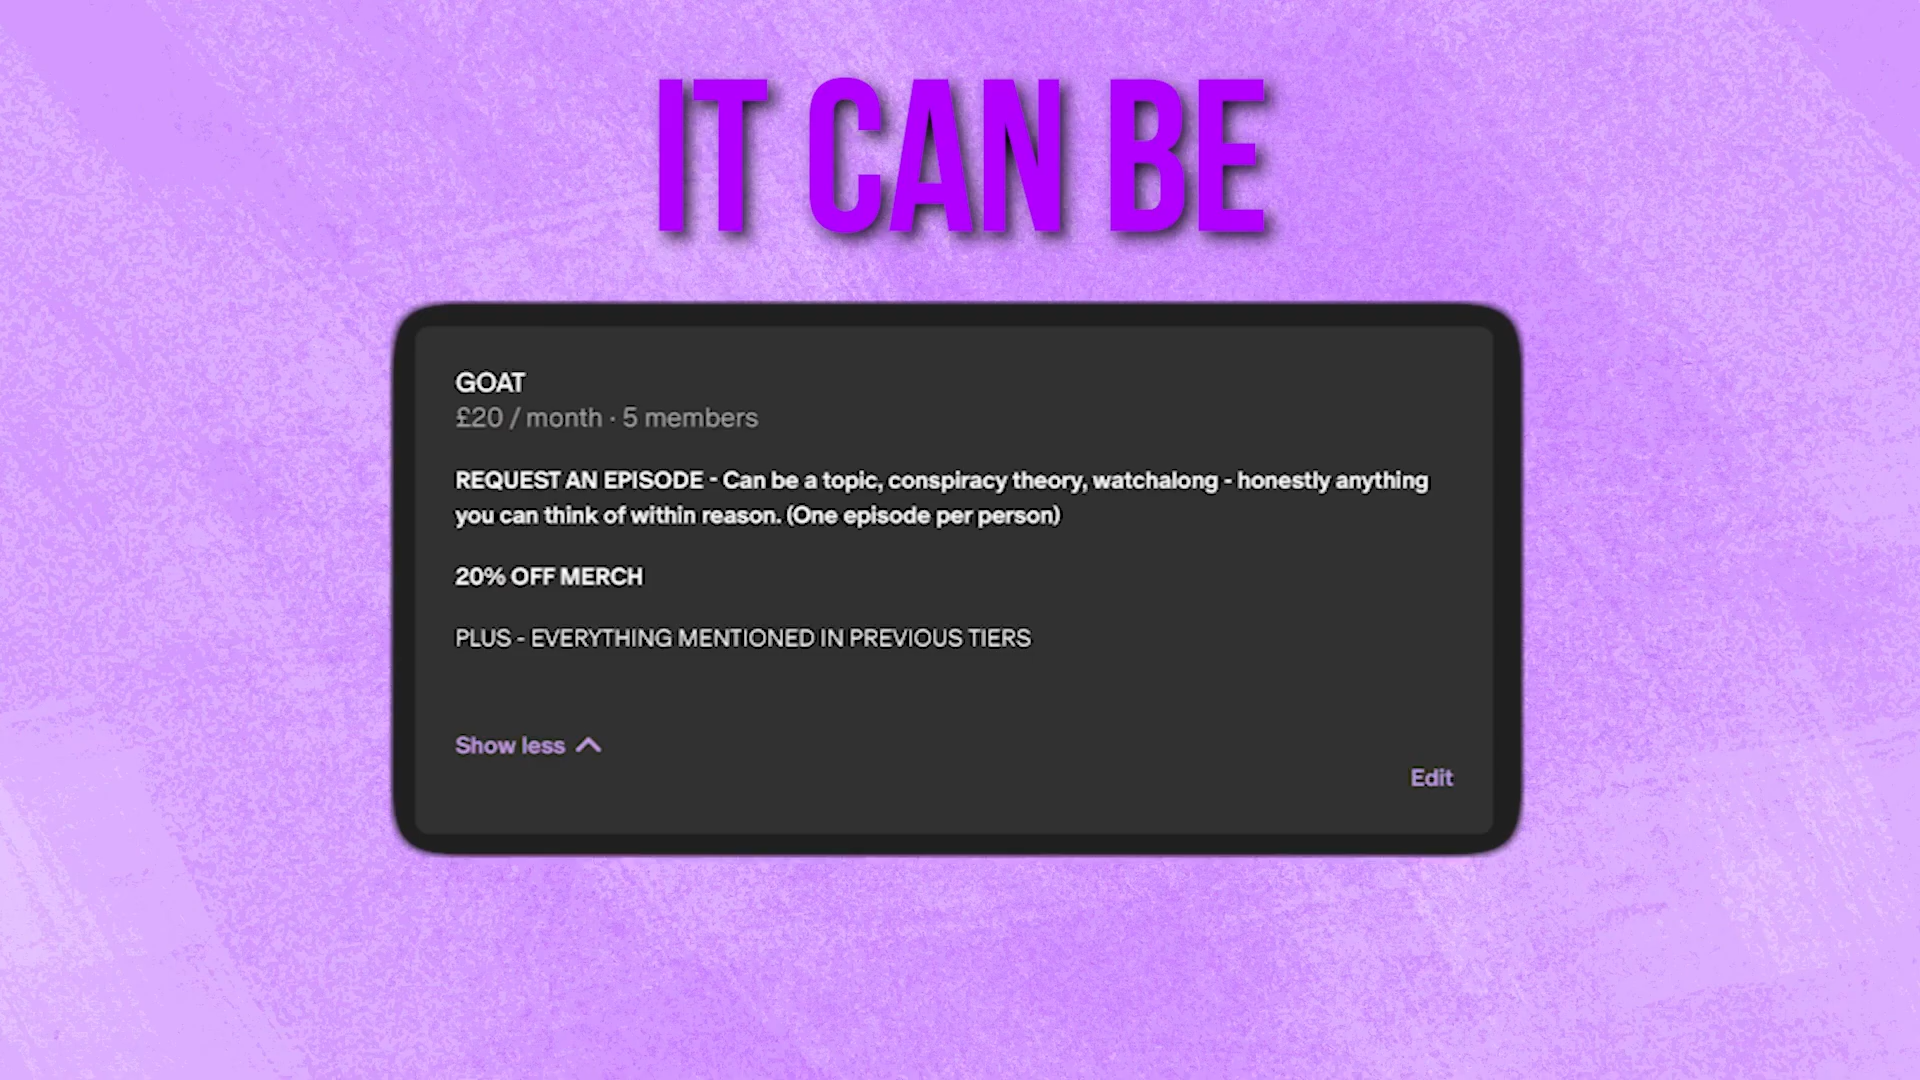 IT CAN BE
GOAT
£20 / month · 5 members
REQUEST AN EPISODE - Can be a topic, conspiracy theory, watchalong - honestly anything
you can think of within reason. (One episode per person)
20% OFF MERCH
PLUS - EVERYTHING MENTIONED IN PREVIOUS TIERS
Show less
Edit